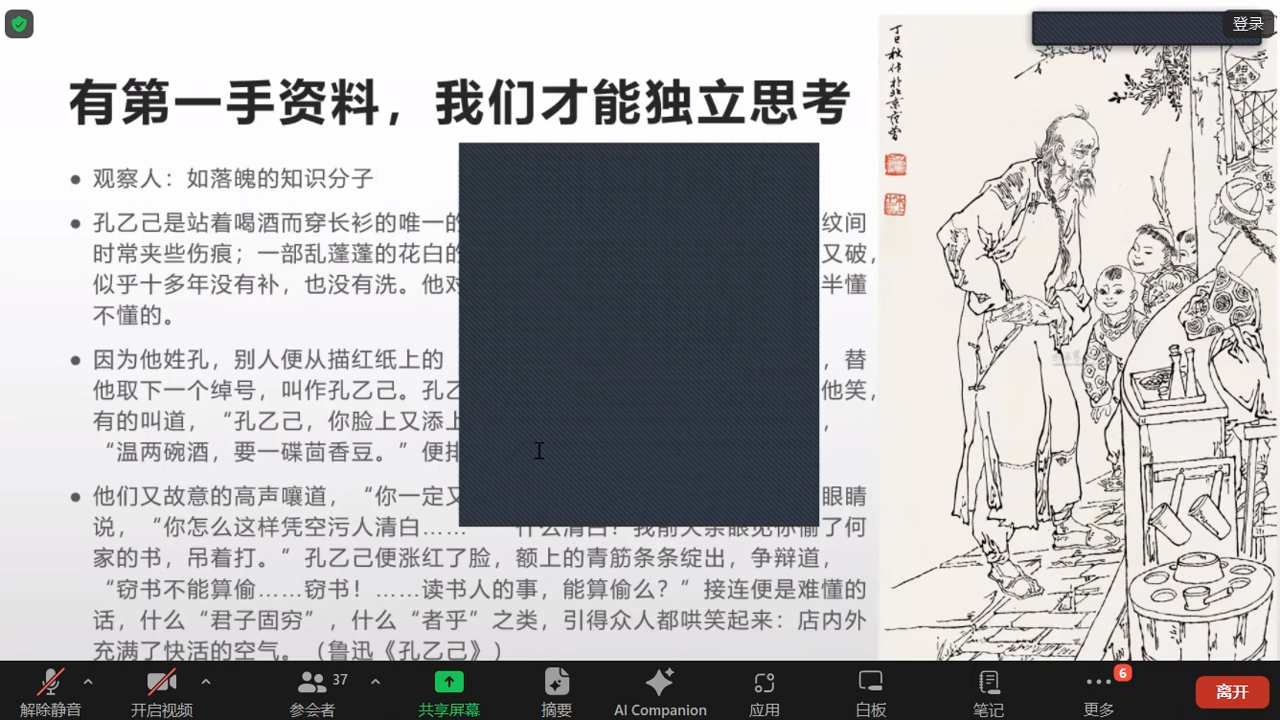 登录
有第一手资料，我们才能独立思考
丁巳秋作於北京范曾
• 观察人：如落魄的知识分子
• 孔乙己是站着喝酒而穿长衫的唯一的 纹间
时常夹些伤痕；一部乱蓬蓬的花白的 又破，
似乎十多年没有补，也没有洗。他对 半懂
不懂的。
• 因为他姓孔，别人便从描红纸上的 ，替
他取下一个绰号，叫作孔乙己。孔乙 他笑，
有的叫道，“孔乙己，你脸上又添上 ，
“温两碗酒，要一碟茴香豆。”便排
• 他们又故意的高声嚷道，“你一定又 眼睛
说，“你怎么这样凭空污人清白……” 什么清白！我前天亲眼见你偷了何
家的书，吊着打。”孔乙己便涨红了脸，额上的青筋条条绽出，争辩道，
“窃书不能算偷……窃书！……读书人的事，能算偷么？”接连便是难懂的
话，什么“君子固穷”，什么“者乎”之类，引得众人都哄笑起来：店内外
充满了快活的空气。（鲁迅《孔乙己》）
解除静音 开启视频 37 参会者 共享屏幕 摘要 AI Companion 应用 白板 笔记 6 更多 离开